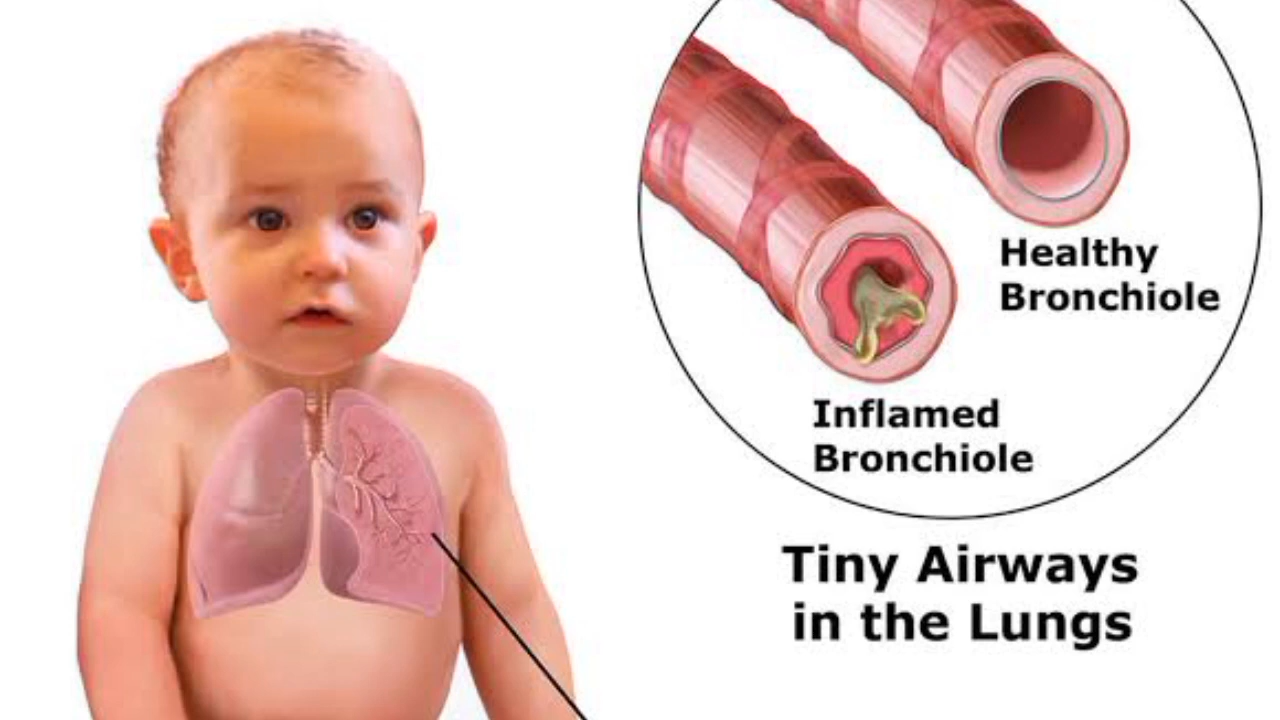 Healthy
Bronchiole
Inflamed
Bronchiole
Tiny Airways
in the Lungs